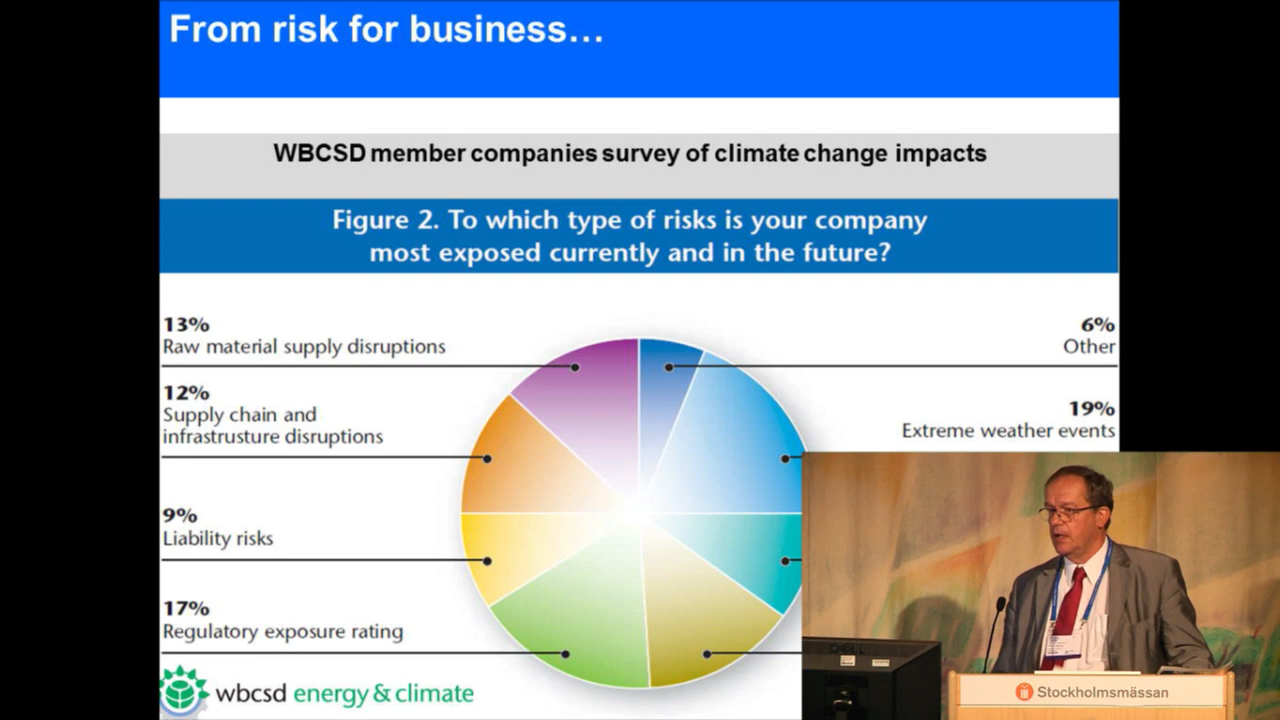 From risk for business...
WBCSD member companies survey of climate change impacts
Figure 2. To which type of risks is your company
most exposed currently and in the future?
13%
Raw material supply disruptions
6%
Other
12%
Supply chain and
infrastrusture disruptions
19%
Extreme weather events
9%
Liability risks
17%
Regulatory exposure rating
wbcsd energy & climate
DELL
Stockholmsmässan